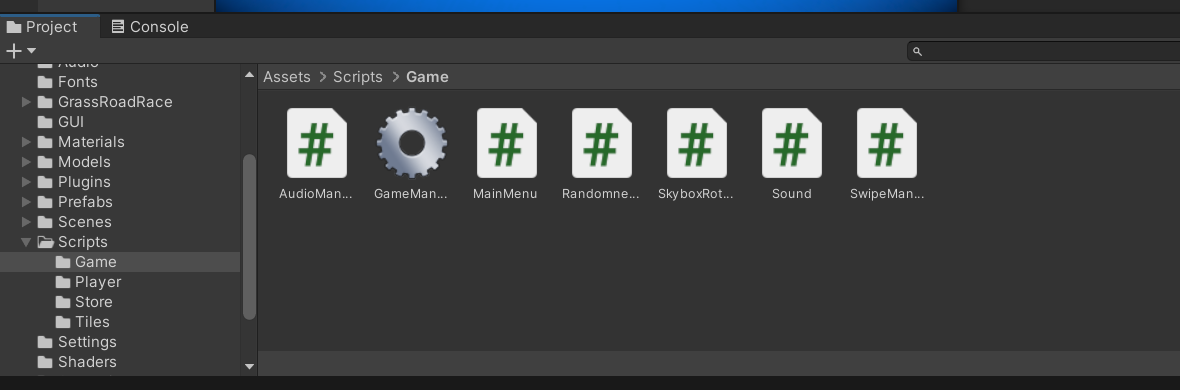 Project
Console
Audio
Fonts
GrassRoadRace
GUI
Materials
Models
Plugins
Prefabs
Scenes
Scripts
Game
Player
Store
Tiles
Settings
Shaders
Assets > Scripts > Game
AudioMan...
GameMan...
MainMenu
Randomne...
SkyboxRot...
Sound
SwipeMan...